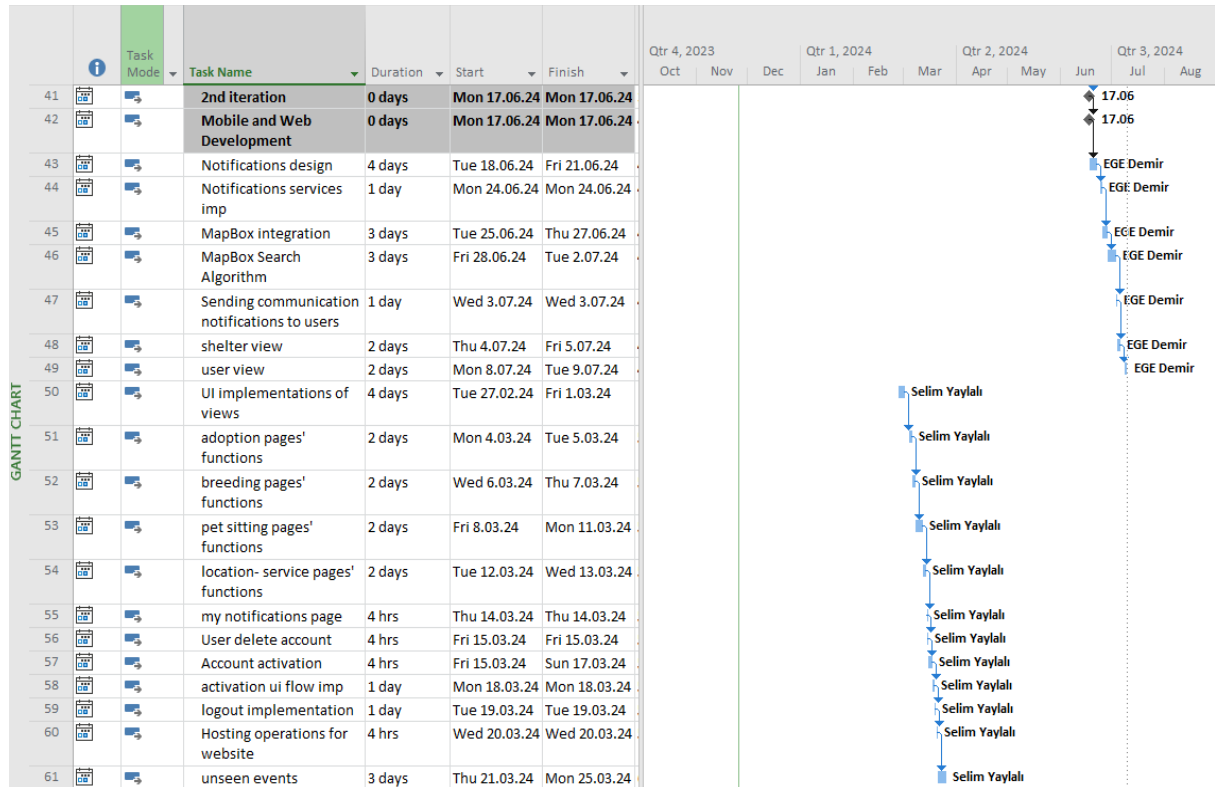 Qtr 4, 2023 Qtr 1, 2024 Qtr 2, 2024 Qtr 3, 2024
Task Mode Task Name Duration Start Finish Oct Nov Dec Jan Feb Mar Apr May Jun Jul Aug
41 2nd iteration 0 days Mon 17.06.24 Mon 17.06.24 17.06
42 Mobile and Web 0 days Mon 17.06.24 Mon 17.06.24 17.06
Development
43 Notifications design 4 days Tue 18.06.24 Fri 21.06.24 EGE Demir
44 Notifications services 1 day Mon 24.06.24 Mon 24.06.24 EGE Demir
imp
45 MapBox integration 3 days Tue 25.06.24 Thu 27.06.24 EGE Demir
46 MapBox Search 3 days Fri 28.06.24 Tue 2.07.24 EGE Demir
Algorithm
47 Sending communication 1 day Wed 3.07.24 Wed 3.07.24 EGE Demir
notifications to users
48 shelter view 2 days Thu 4.07.24 Fri 5.07.24 EGE Demir
49 user view 2 days Mon 8.07.24 Tue 9.07.24 EGE Demir
50 UI implementations of 4 days Tue 27.02.24 Fri 1.03.24 Selim Yaylalı
views
GANTT CHART
51 adoption pages' 2 days Mon 4.03.24 Tue 5.03.24 Selim Yaylalı
functions
52 breeding pages' 2 days Wed 6.03.24 Thu 7.03.24 Selim Yaylalı
functions
53 pet sitting pages' 2 days Fri 8.03.24 Mon 11.03.24 Selim Yaylalı
functions
54 location- service pages' 2 days Tue 12.03.24 Wed 13.03.24 Selim Yaylalı
functions
55 my notifications page 4 hrs Thu 14.03.24 Thu 14.03.24 Selim Yaylalı
56 User delete account 4 hrs Fri 15.03.24 Fri 15.03.24 Selim Yaylalı
57 Account activation 4 hrs Fri 15.03.24 Sun 17.03.24 Selim Yaylalı
58 activation ui flow imp 1 day Mon 18.03.24 Mon 18.03.24 Selim Yaylalı
59 logout implementation 1 day Tue 19.03.24 Tue 19.03.24 Selim Yaylalı
60 Hosting operations for 4 hrs Wed 20.03.24 Wed 20.03.24 Selim Yaylalı
website
61 unseen events 3 days Thu 21.03.24 Mon 25.03.24 Selim Yaylalı